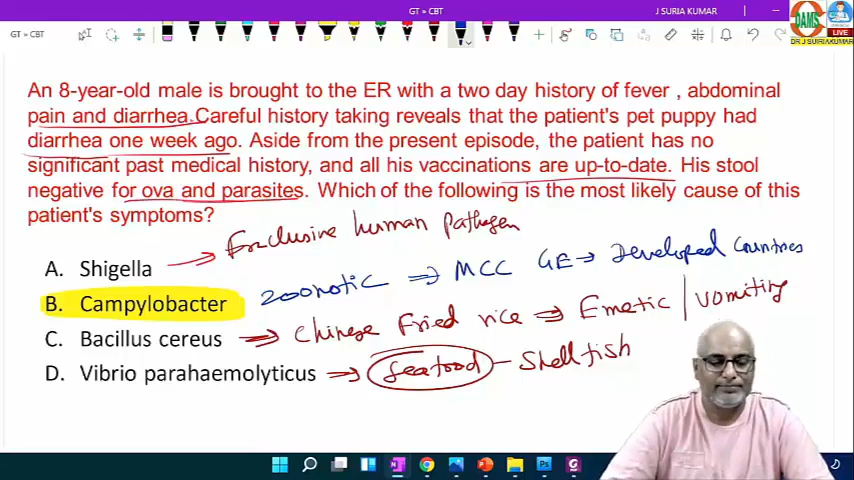 GT » CBT
J SURIA KUMAR
DAMS
GT » CBT
LIVE
DR J SURIAKUMAR
An 8-year-old male is brought to the ER with a two day history of fever , abdominal
pain and diarrhea.Careful history taking reveals that the patient's pet puppy had
diarrhea one week ago. Aside from the present episode, the patient has no
significant past medical history, and all his vaccinations are up-to-date. His stool
negative for ova and parasites. Which of the following is the most likely cause of this
patient's symptoms?
Exclusive human pathogen
A. Shigella
zoonotic ⇒ MCC GE → Developed Countries
B. Campylobacter
Chinese Fried rice ⇒ Emetic | vomiting
C. Bacillus cereus
D. Vibrio parahaemolyticus ⇒ Seafood - Shellfish